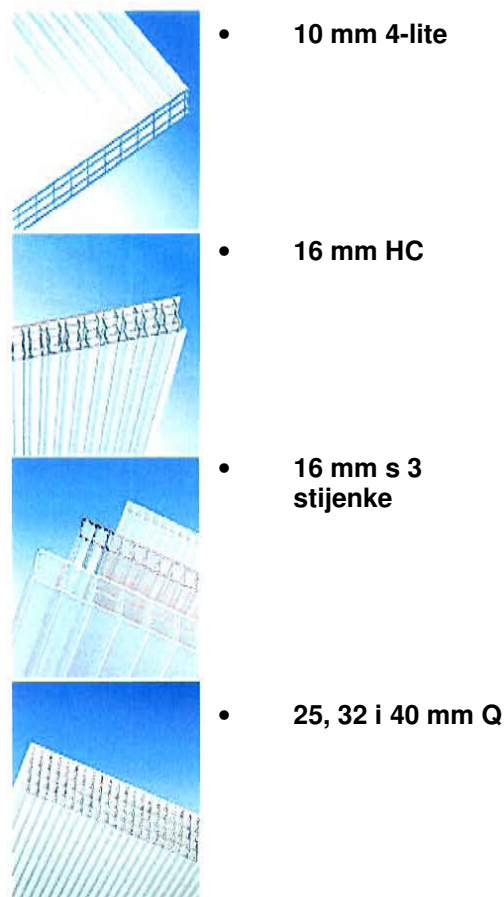 • 10 mm 4-lite
• 16 mm HC
• 16 mm s 3
stijenke
• 25, 32 i 40 mm Q